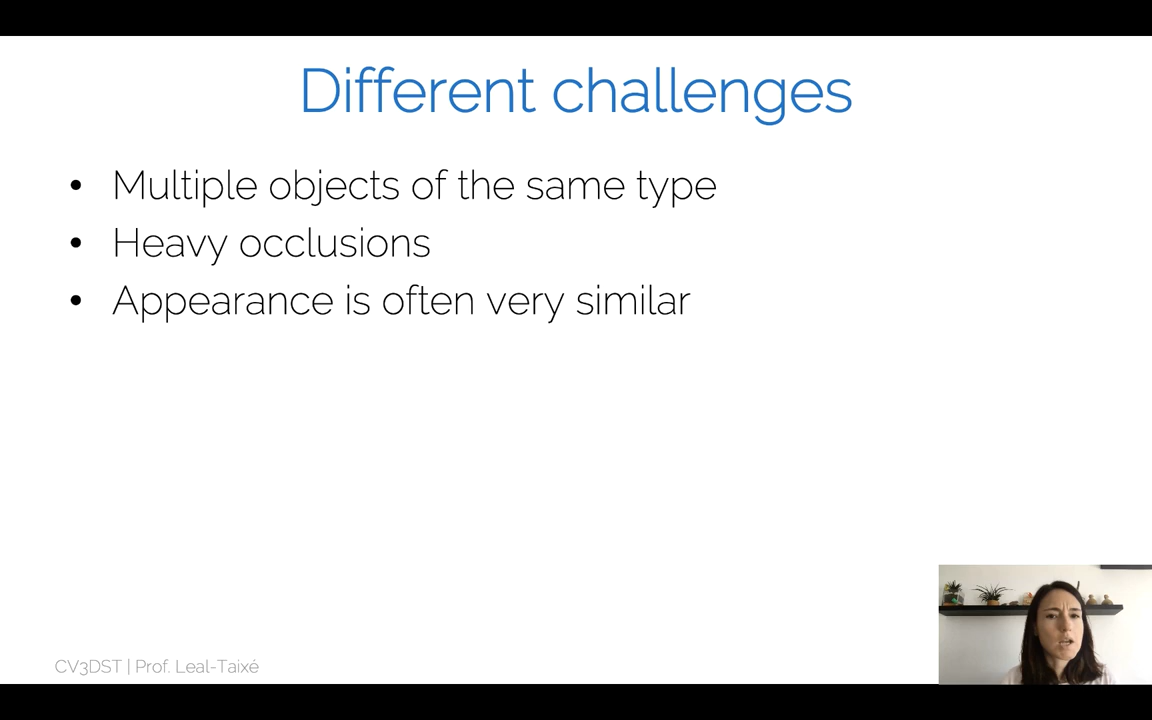 Different challenges
• Multiple objects of the same type
• Heavy occlusions
• Appearance is often very similar
CV3DST | Prof. Leal-Taixé